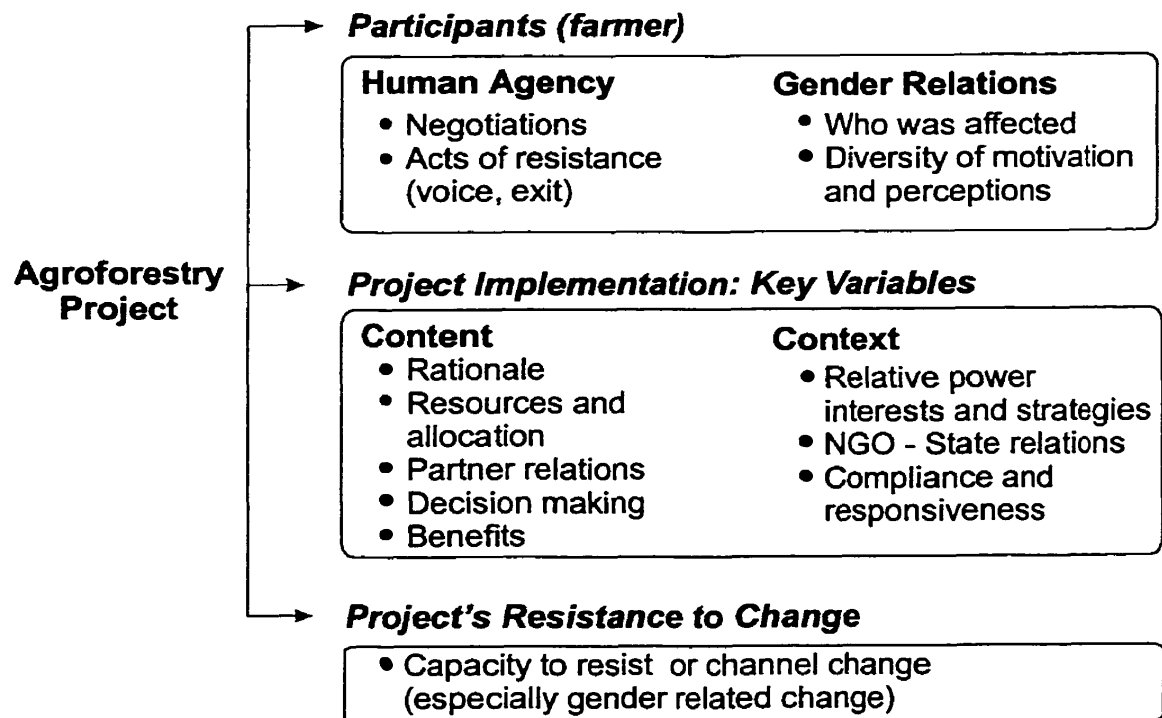 Participants (farmer)
Human Agency
• Negotiations
• Acts of resistance
(voice, exit)
Gender Relations
• Who was affected
• Diversity of motivation
and perceptions
Agroforestry
Project
Project Implementation: Key Variables
Content
• Rationale
• Resources and
allocation
• Partner relations
• Decision making
• Benefits
Context
• Relative power
interests and strategies
• NGO - State relations
• Compliance and
responsiveness
Project's Resistance to Change
• Capacity to resist or channel change
(especially gender related change)